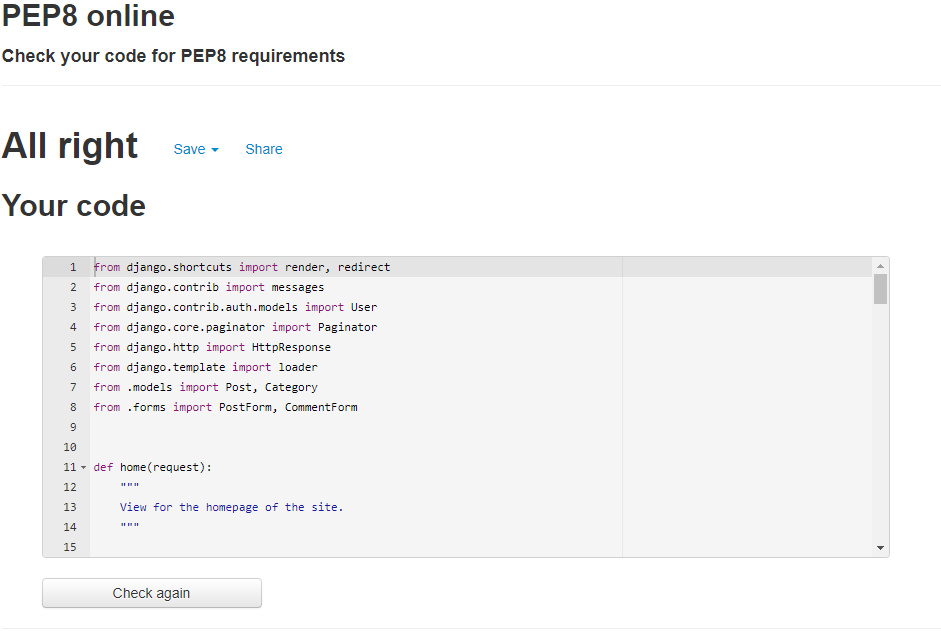 PEP8 online
Check your code for PEP8 requirements
All right Save Share
Your code
1 from django.shortcuts import render, redirect
2 from django.contrib import messages
3 from django.contrib.auth.models import User
4 from django.core.paginator import Paginator
5 from django.http import HttpResponse
6 from django.template import loader
7 from .models import Post, Category
8 from .forms import PostForm, CommentForm
9
10
11 def home(request):
12     """
13     View for the homepage of the site.
14     """
15
Check again